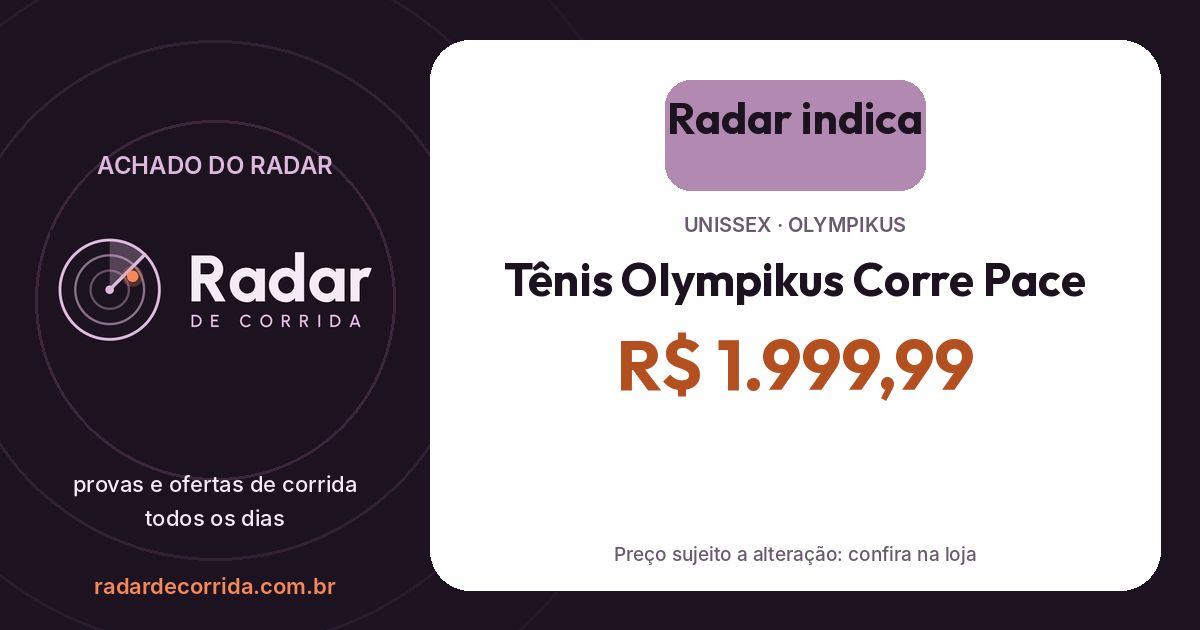 ACHADO DO RADAR
Radar
DE CORRIDA
provas e ofertas de corrida
todos os dias
radardecorrida.com.br
Radar indica
UNISSEX · OLYMPIKUS
Tênis Olympikus Corre Pace
R$ 1.999,99
Preço sujeito a alteração: confira na loja